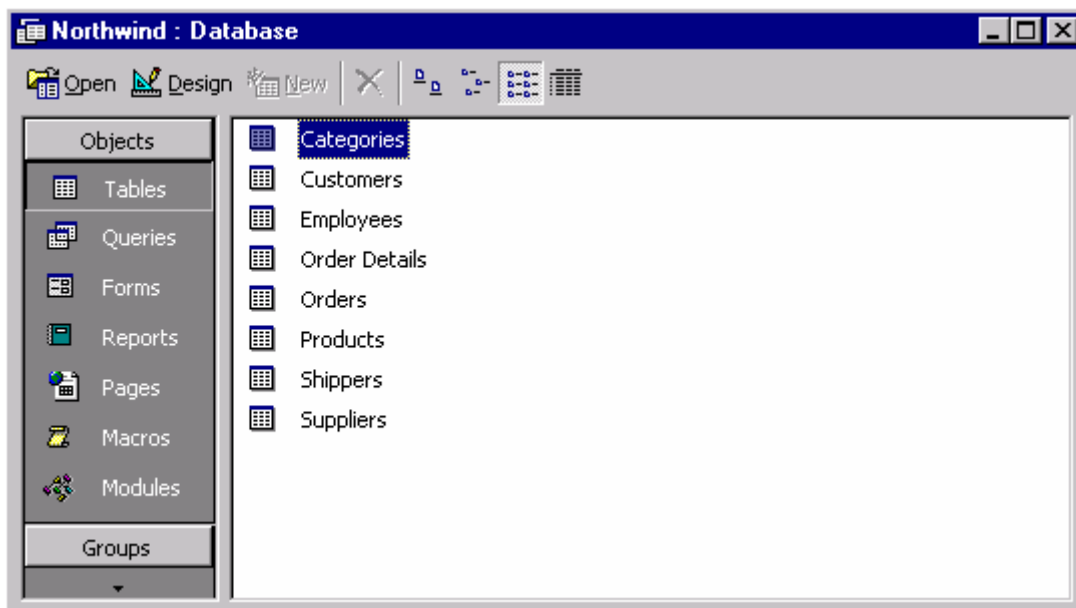 Northwind : Database
Open Design New
Objects
Tables
Queries
Forms
Reports
Pages
Macros
Modules
Groups
Categories
Customers
Employees
Order Details
Orders
Products
Shippers
Suppliers